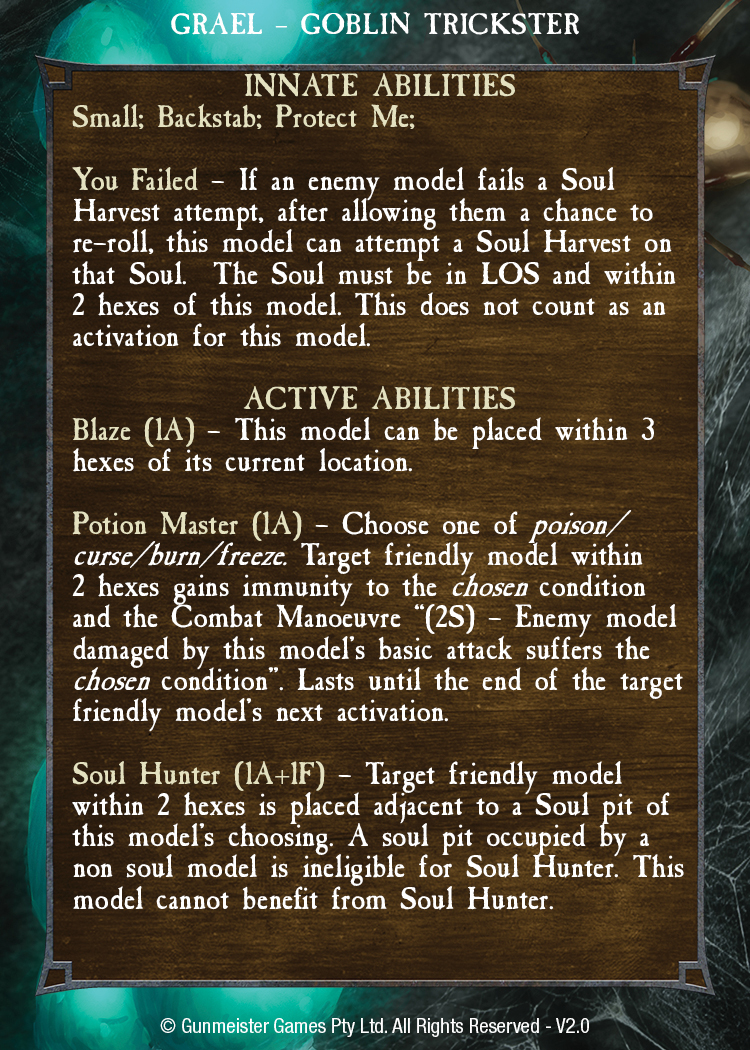 GRAEL – GOBLIN TRICKSTER
INNATE ABILITIES
Small; Backstab; Protect Me;
You Failed – If an enemy model fails a Soul
Harvest attempt, after allowing them a chance to
re-roll, this model can attempt a Soul Harvest on
that Soul.  The Soul must be in LOS and within
2 hexes of this model. This does not count as an
activation for this model.
ACTIVE ABILITIES
Blaze (1A) – This model can be placed within 3
hexes of its current location.
Potion Master (1A) – Choose one of poison/
curse/burn/freeze. Target friendly model within
2 hexes gains immunity to the chosen condition
and the Combat Manoeuvre “(2S) – Enemy model
damaged by this model's basic attack suffers the
chosen condition”. Lasts until the end of the target
friendly model's next activation.
Soul Hunter (1A+1F) – Target friendly model
within 2 hexes is placed adjacent to a Soul pit of
this model's choosing. A soul pit occupied by a
non soul model is ineligible for Soul Hunter. This
model cannot benefit from Soul Hunter.
© Gunmeister Games Pty Ltd. All Rights Reserved - V2.0